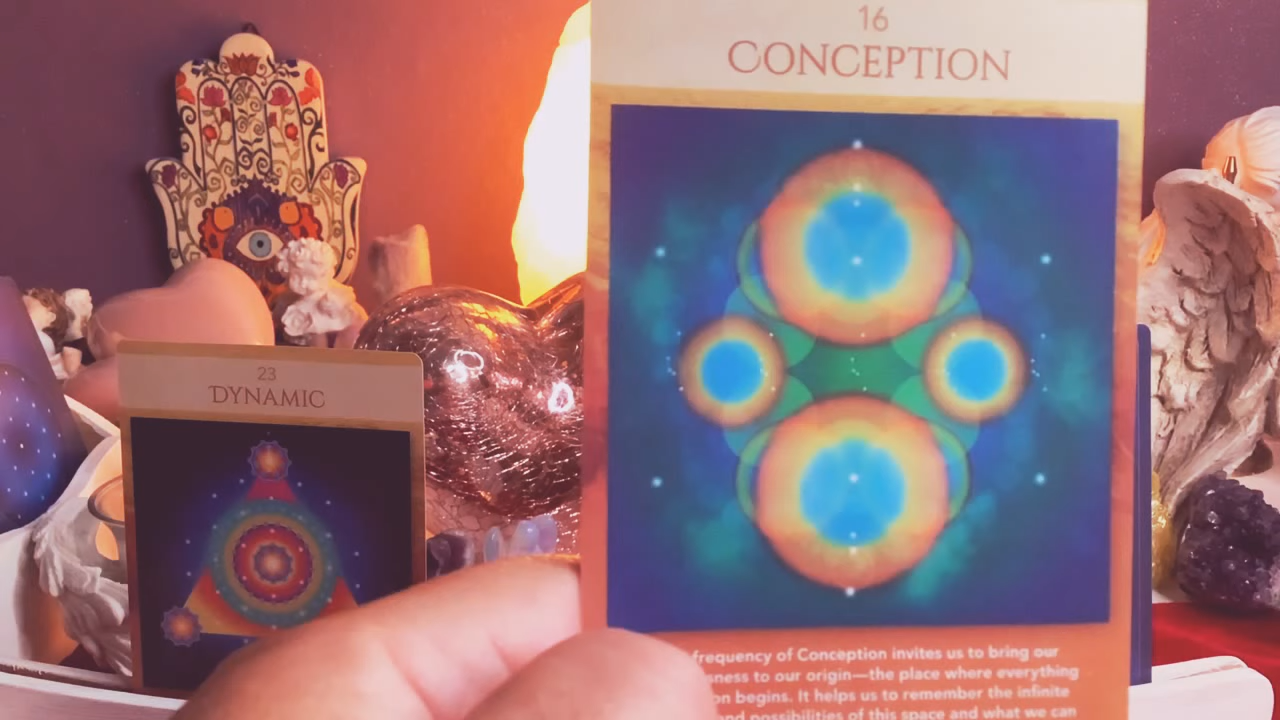 16
CONCEPTION
frequency of Conception invites us to bring our
to our origin—the place where everything
begins. It helps us to remember the infinite
possibilities of this space and what we can
23
DYNAMIC